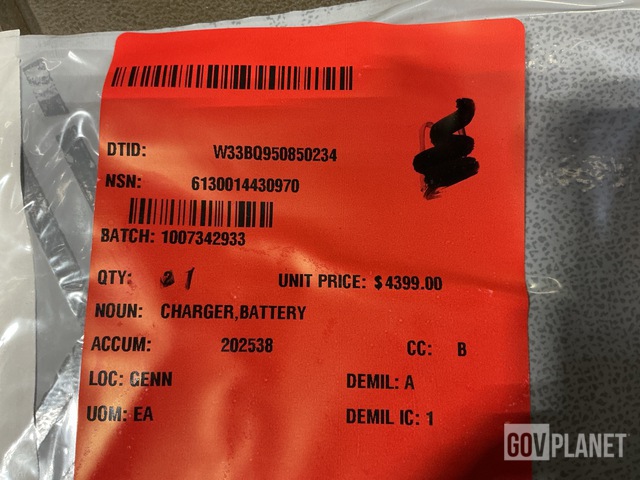 DTID: W33BQ950850234
NSN: 6130014430970
BATCH: 1007342933
QTY: 1 UNIT PRICE: $4399.00
NOUN: CHARGER,BATTERY
ACCUM: 202538 CC: B
LOC: GENN DEMIL: A
UOM: EA DEMIL IC: 1
GOVPLANET